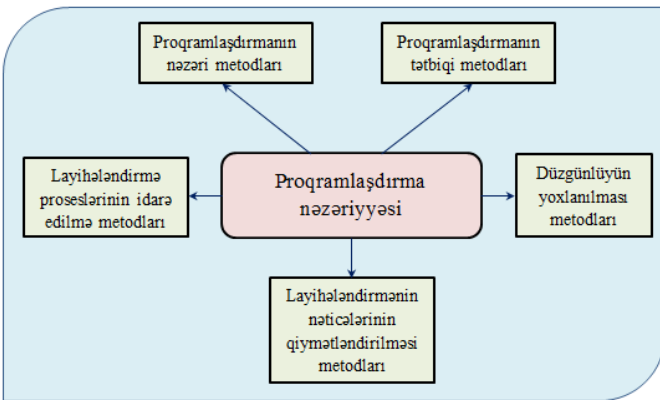 Proqramlaşdırmanın
nəzəri metodları
Proqramlaşdırmanın
tətbiqi metodları
Layihələndirmə
proseslərinin idarə
edilmə metodları
Proqramlaşdırma
nəzəriyyəsi
Düzgünlüyün
yoxlanılması
metodları
Layihələndirmənin
nəticələrinin
qiymətləndirilməsi
metodları